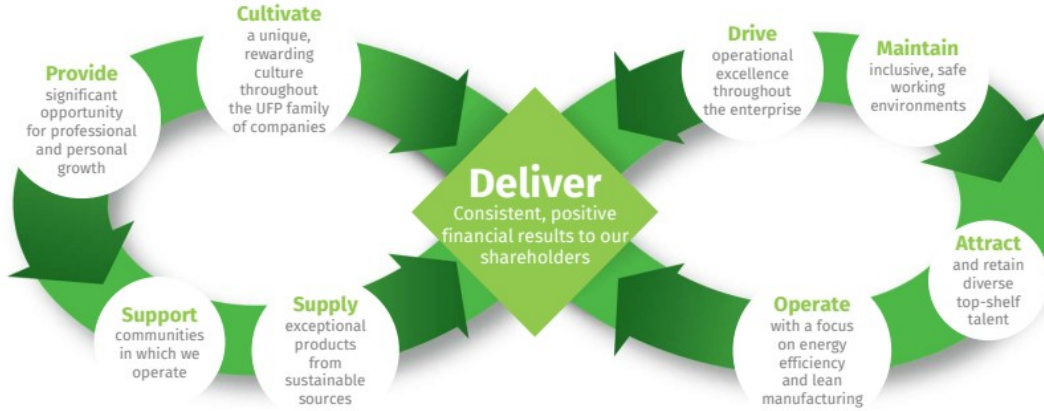 Cultivate
a unique,
rewarding
culture
throughout
the UFP family
of companies
Provide
significant
opportunity
for professional
and personal
growth
Support
communities
in which we
operate
Supply
exceptional
products
from
sustainable
sources
Deliver
Consistent, positive
financial results to our
shareholders
Drive
operational
excellence
throughout
the enterprise
Maintain
inclusive, safe
working
environments
Attract
and retain
diverse
top-shelf
talent
Operate
with a focus
on energy
efficiency
and lean
manufacturing